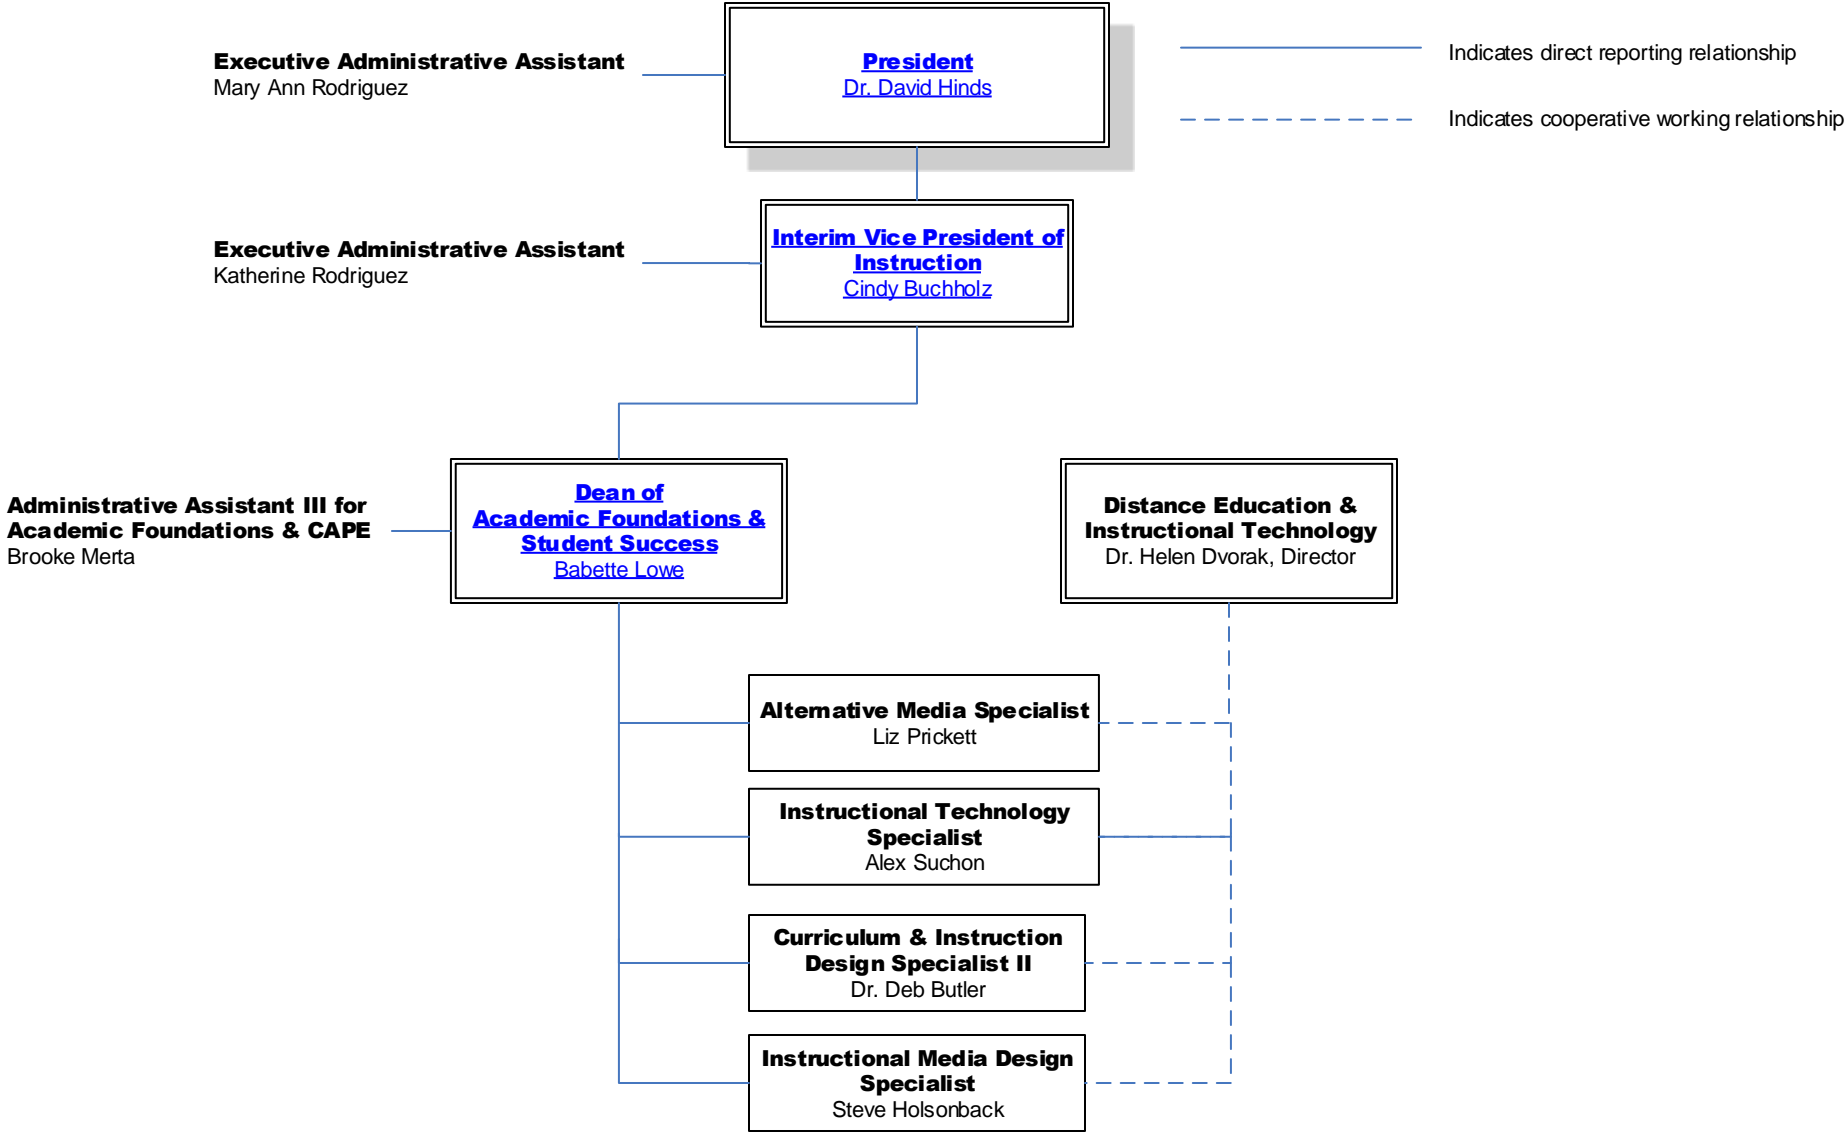 Executive Administrative Assistant
Mary Ann Rodriguez
President
Dr. David Hinds
Indicates direct reporting relationship
Indicates cooperative working relationship
Executive Administrative Assistant
Katherine Rodriguez
Interim Vice President of
Instruction
Cindy Buchholz
Administrative Assistant III for
Academic Foundations & CAPE
Brooke Merta
Dean of
Academic Foundations &
Student Success
Babette Lowe
Distance Education &
Instructional Technology
Dr. Helen Dvorak, Director
Alternative Media Specialist
Liz Prickett
Instructional Technology
Specialist
Alex Suchon
Curriculum & Instruction
Design Specialist II
Dr. Deb Butler
Instructional Media Design
Specialist
Steve Holsonback